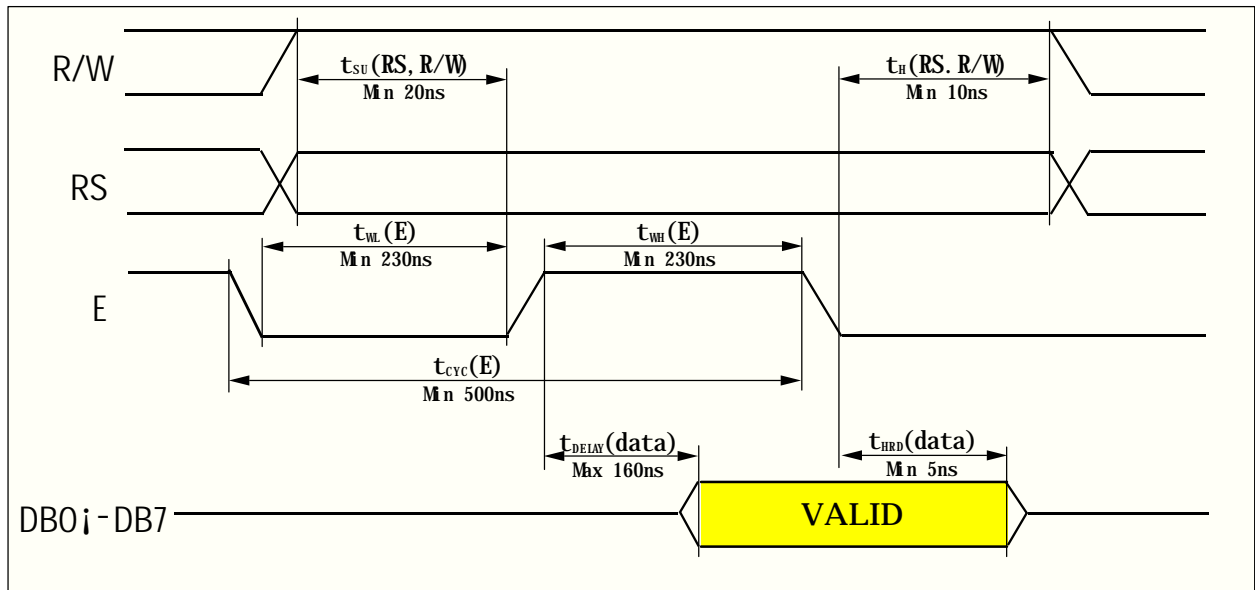 R/W
tSU(RS,R/W)
Min 20ns
tH(RS.R/W)
Min 10ns
RS
tWL(E)
Min 230ns
tWH(E)
Min 230ns
E
tCYC(E)
Min 500ns
tDELAY(data)
Max 160ns
tHRD(data)
Min 5ns
DB0¡-DB7
VALID